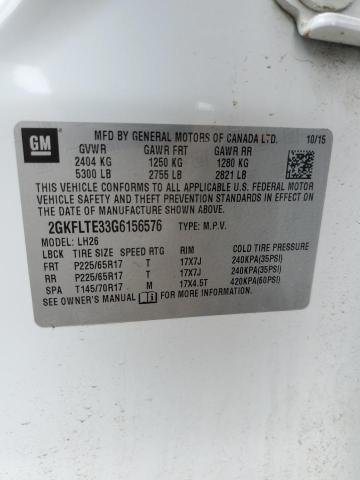 GM
MFD BY GENERAL MOTORS OF CANADA LTD. 10/15
GVWR GAWR FRT GAWR RR
2404 KG 1250 KG 1280 KG
5300 LB 2755 LB 2821 LB
THIS VEHICLE CONFORMS TO ALL APPLICABLE U.S. FEDERAL MOTOR
VEHICLE SAFETY AND THEFT PREVENTION STANDARDS IN EFFECT ON
THE DATE OF MANUFACTURE SHOWN ABOVE.
2GKFLTE33G6156576 TYPE: M.P.V.
MODEL: LH26
LBCK TIRE SIZE SPEED RTG RIM COLD TIRE PRESSURE
FRT P225/65R17 T 17X7J 240KPA(35PSI)
RR P225/65R17 T 17X7J 240KPA(35PSI)
SPA T145/70R17 M 17X4.5T 420KPA(60PSI)
SEE OWNER'S MANUAL FOR MORE INFORMATION